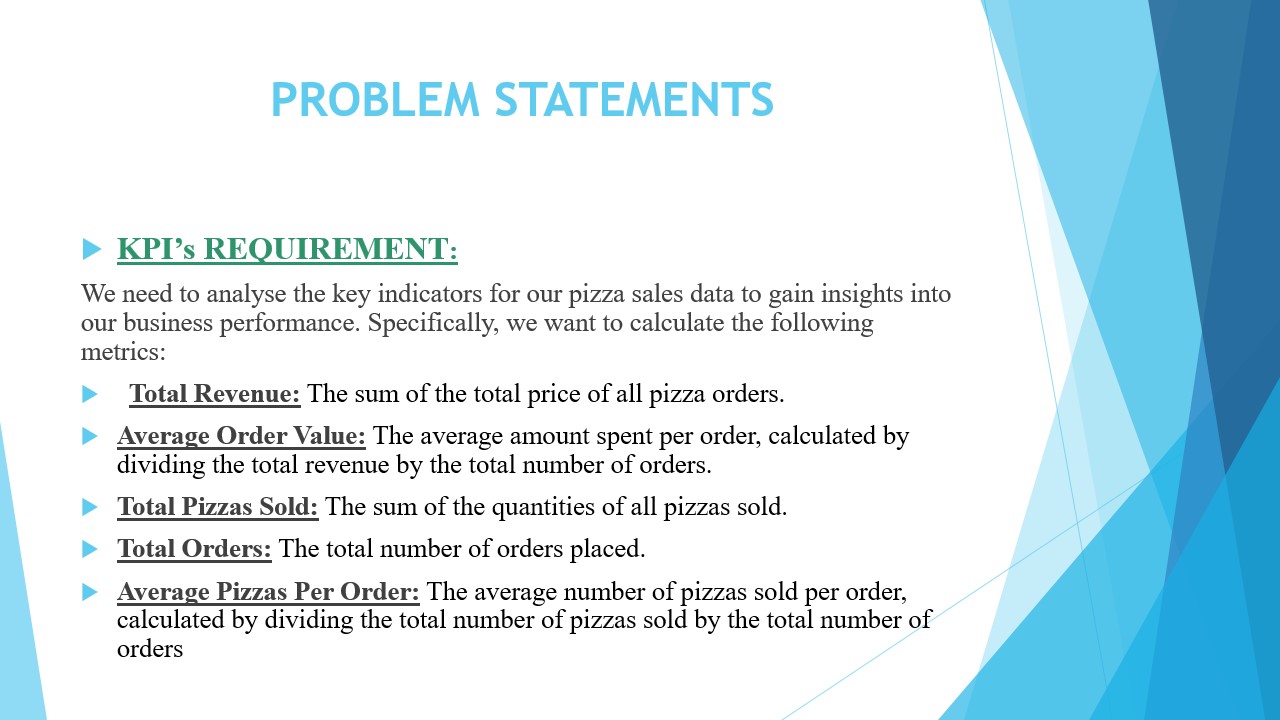 PROBLEM STATEMENTS
KPI’s REQUIREMENT:
We need to analyse the key indicators for our pizza sales data to gain insights into
our business performance. Specifically, we want to calculate the following
metrics:
Total Revenue: The sum of the total price of all pizza orders.
Average Order Value: The average amount spent per order, calculated by
dividing the total revenue by the total number of orders.
Total Pizzas Sold: The sum of the quantities of all pizzas sold.
Total Orders: The total number of orders placed.
Average Pizzas Per Order: The average number of pizzas sold per order,
calculated by dividing the total number of pizzas sold by the total number of
orders